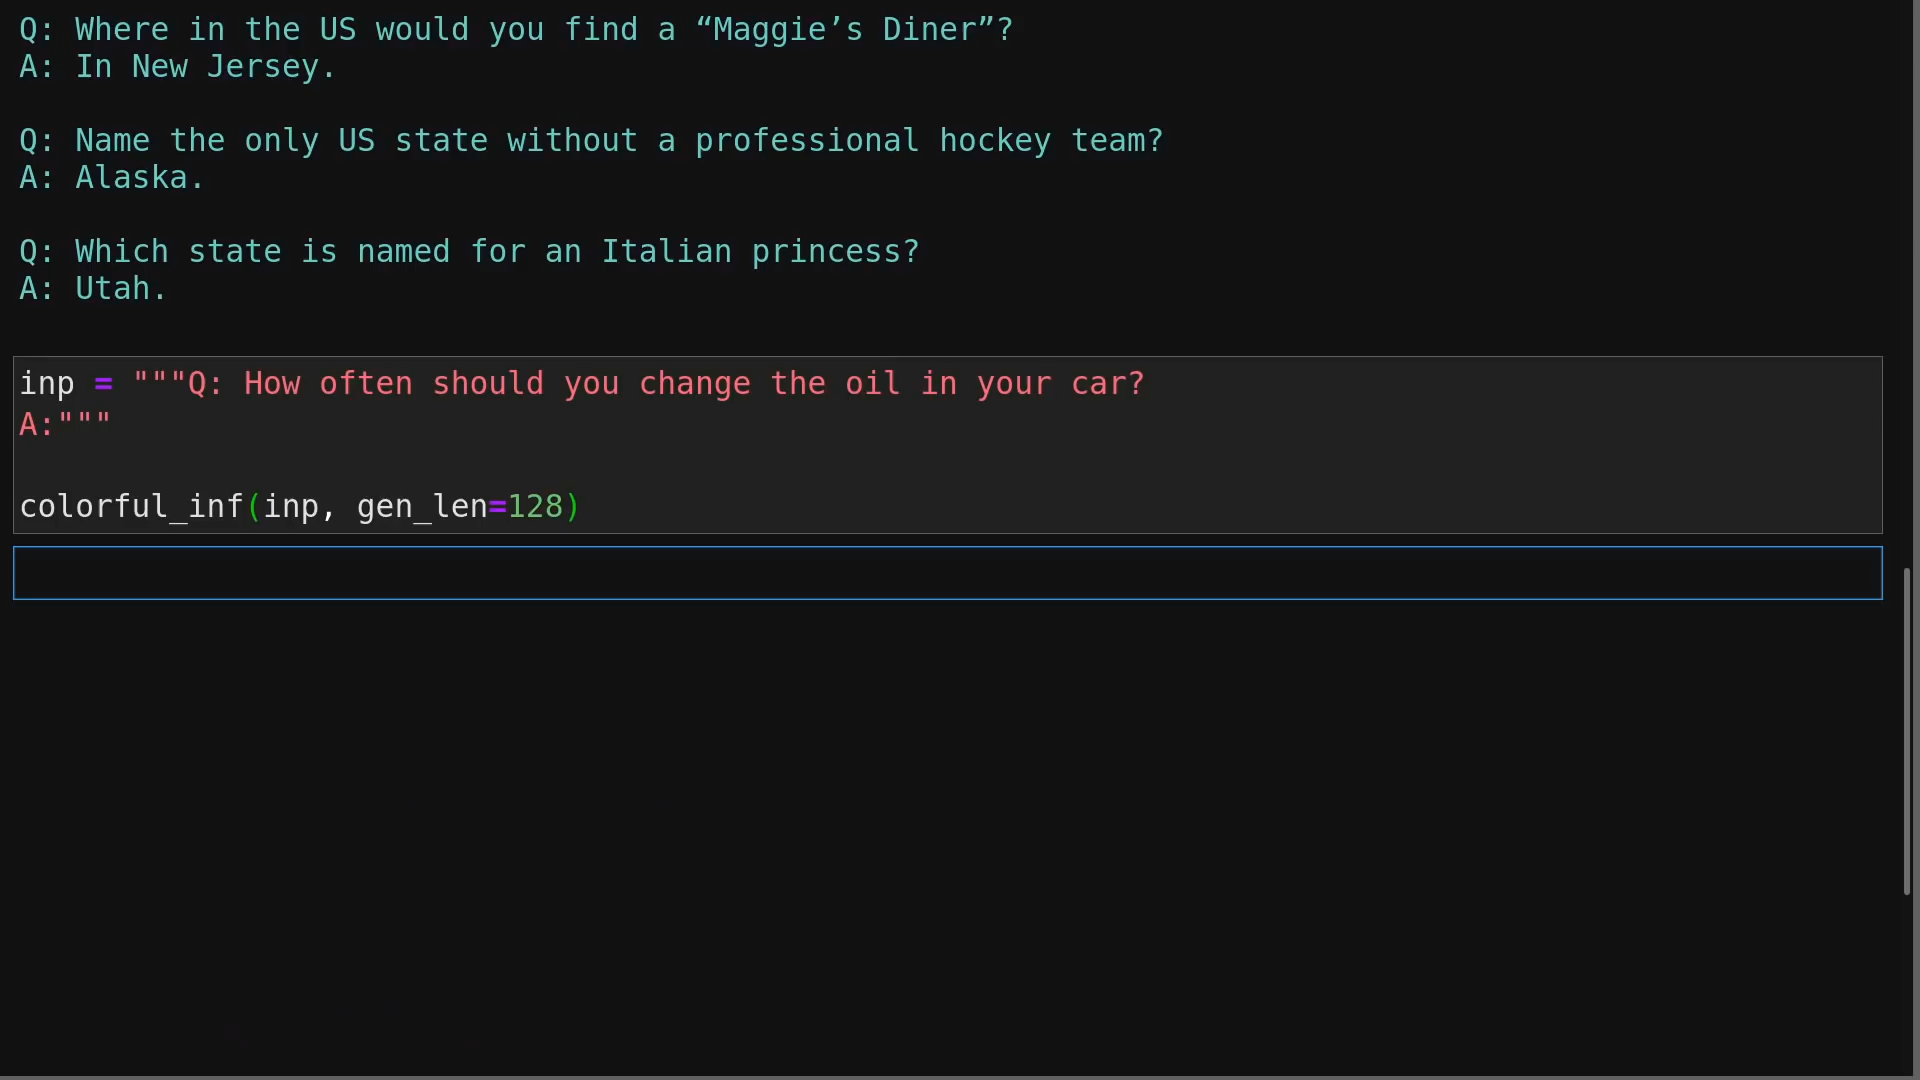 Q: Where in the US would you find a “Maggie’s Diner”?
A: In New Jersey.
Q: Name the only US state without a professional hockey team?
A: Alaska.
Q: Which state is named for an Italian princess?
A: Utah.
inp = """Q: How often should you change the oil in your car?
A:"""
colorful_inf(inp, gen_len=128)